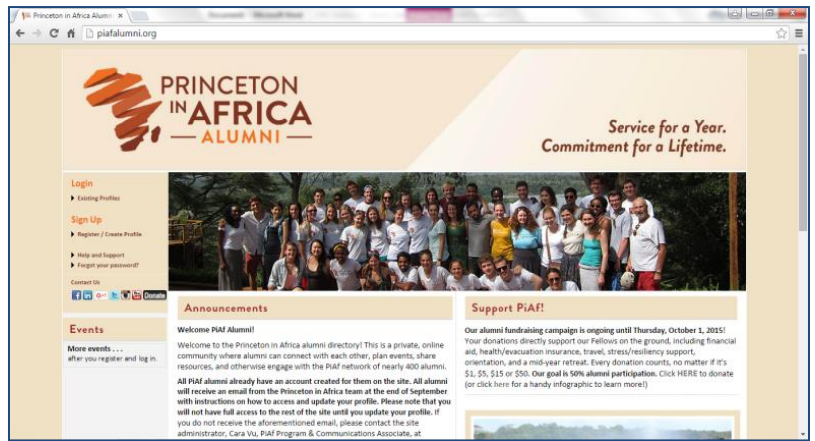 Princeton in Africa Alumn
piafalumni.org
PRINCETON
IN AFRICA
ALUMNI
Service for a Year.
Commitment for a Lifetime.
Login
Existing Profiles
Sign Up
Register / Create Profile
Help and Support
Forgot your password?
Contact Us
Donate
Events
More events . . .
after you register and log in.
Announcements
Welcome PiAf Alumni!
Welcome to the Princeton in Africa alumni directory! This is a private, online
community where alumni can connect with each other, plan events, share
resources, and otherwise engage with the PiAf network of nearly 400 alumni.
All PiAf alumni already have an account created for them on the site. All alumni
will receive an email from the Princeton in Africa team at the end of September
with instructions on how to access and update your profile. Please note that you
will not have full access to the rest of the site until you update your profile. If
you do not receive the aforementioned email, please contact the site
administrator, Cara Vu, PiAf Program & Communications Associate, at
Support PiAf!
Our alumni fundraising campaign is ongoing until Thursday, October 1, 2015!
Your donations directly support our Fellows on the ground, including financial
aid, health/evacuation insurance, travel, stress/resiliency support,
orientation, and a mid-year retreat. Every donation counts, no matter if it's
$1, $5, $15 or $50. Our goal is 50% alumni participation. Click HERE to donate
(or click here for a handy infographic to learn more!)